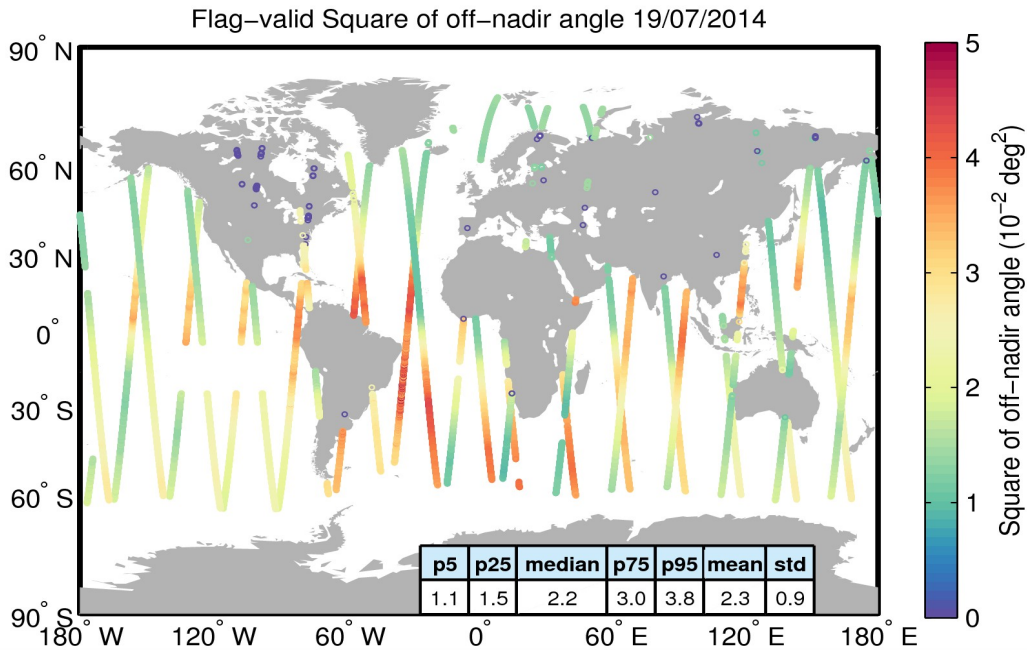 Flag−valid Square of off−nadir angle 19/07/2014
90° N
60° N
30° N
0°
30° S
60° S
90° S
180° W
120° W
60° W
0°
60° E
120° E
180° E
p5 p25 median p75 p95 mean std
1.1 1.5 2.2 3.0 3.8 2.3 0.9
5
4
3
2
1
0
Square of off−nadir angle (10⁻² deg²)